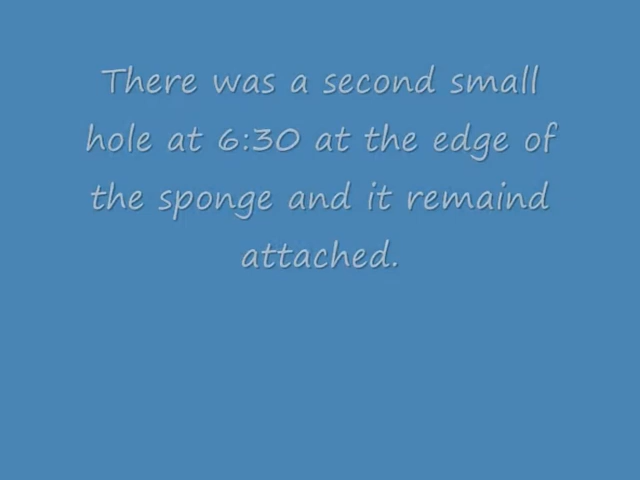 There was a second small
hole at 6:30 at the edge of
the sponge and it remaind
attached.